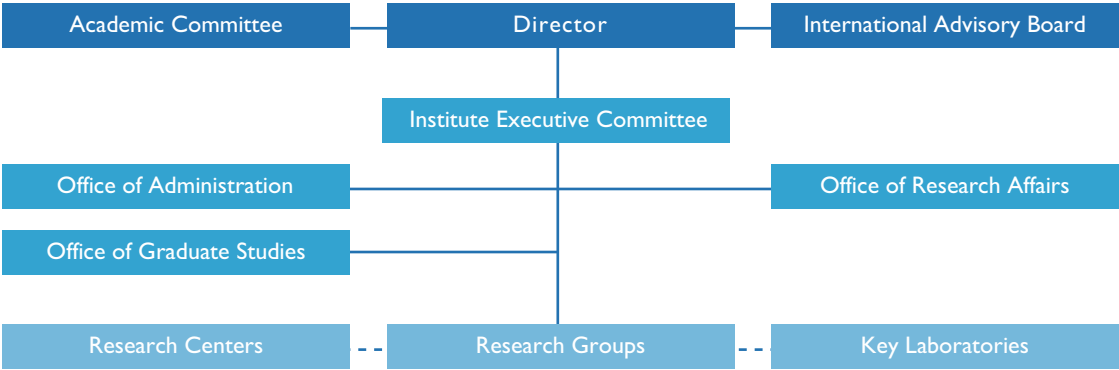 Academic Committee
Director
International Advisory Board
Institute Executive Committee
Office of Administration
Office of Research Affairs
Office of Graduate Studies
Research Centers
Research Groups
Key Laboratories